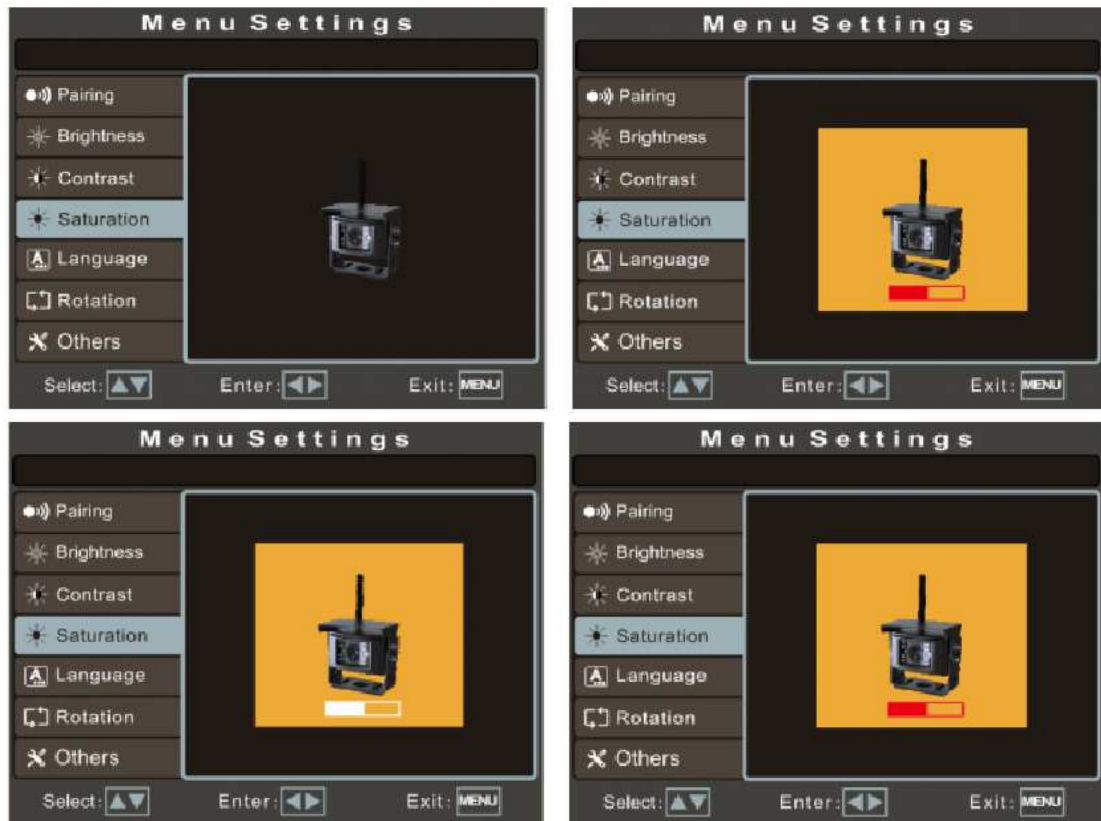 Menu Settings
Pairing
Brightness
Contrast
Saturation
Language
Rotation
Others
Select: Enter: Exit: MENU
Menu Settings
Pairing
Brightness
Contrast
Saturation
Language
Rotation
Others
Select: Enter: Exit: MENU
Menu Settings
Pairing
Brightness
Contrast
Saturation
Language
Rotation
Others
Select: Enter: Exit: MENU
Menu Settings
Pairing
Brightness
Contrast
Saturation
Language
Rotation
Others
Select: Enter: Exit: MENU